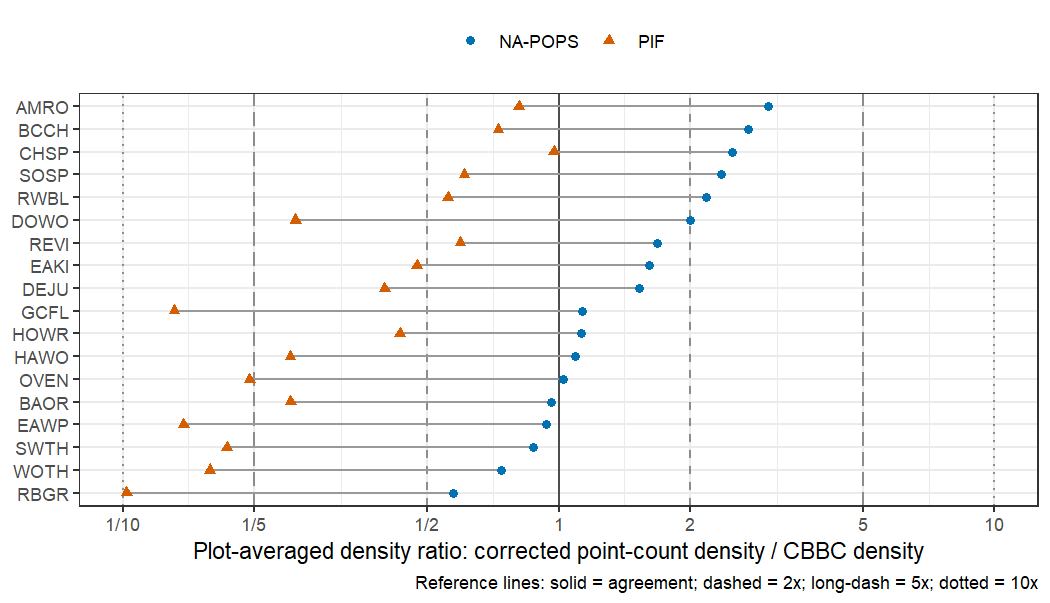 NA-POPS PIF
AMRO
BCCH
CHSP
SOSP
RWBL
DOWO
REVI
EAKI
DEJU
GCFL
HOWR
HAWO
OVEN
BAOR
EAWP
SWTH
WOTH
RBGR
1/10 1/5 1/2 1 2 5 10
Plot-averaged density ratio: corrected point-count density / CBBC density
Reference lines: solid = agreement; dashed = 2x; long-dash = 5x; dotted = 10x